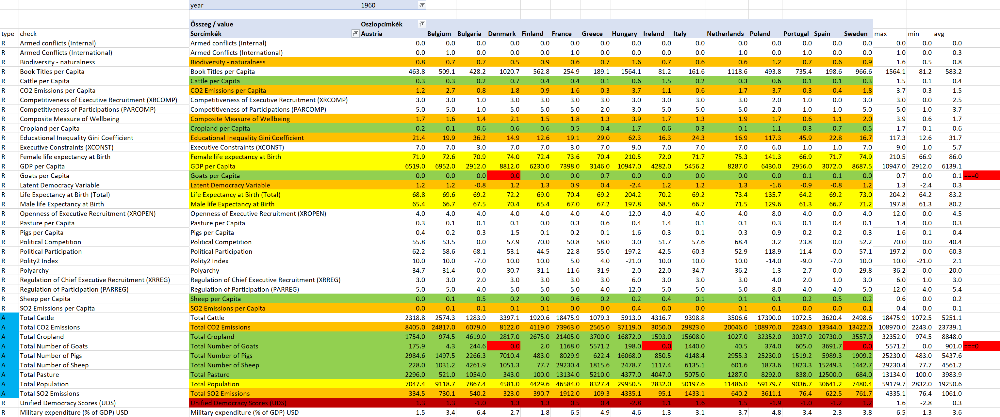 year 1960
Összeg / value Oszlopcímkék
type check Sorcímkék Austria Belgium Bulgaria Denmark Finland France Greece Hungary Ireland Italy Netherlands Poland Portugal Spain Sweden max min avg
R Armed conflicts (Internal) Armed conflicts (Internal) 0.0 0.0 0.0 0.0 0.0 0.0 0.0 0.0 0.0 0.0 0.0 0.0 0.0 0.0 0.0 0.0 0.0 0.0
R Armed Conflicts (International) Armed Conflicts (International) 0.0 1.0 0.0 0.0 0.0 1.0 0.0 0.0 0.0 0.0 1.0 0.0 1.0 0.0 0.0 1.0 0.0 0.3
R Biodiversity - naturalness Biodiversity - naturalness 0.8 0.7 0.7 0.5 0.9 0.6 0.7 1.6 0.7 0.6 0.6 1.2 0.7 0.6 0.9 1.6 0.5 0.8
R Book Titles per Capita Book Titles per Capita 463.8 509.1 428.2 1020.7 562.8 254.9 189.1 1564.1 81.2 161.6 1118.6 493.8 735.4 198.6 966.6 1564.1 81.2 583.2
R Cattle per Capita Cattle per Capita 0.3 0.3 0.2 0.7 0.4 0.4 0.1 0.6 1.5 0.2 0.3 0.6 0.1 0.1 0.3 1.5 0.1 0.4
R CO2 Emissions per Capita CO2 Emissions per Capita 1.2 2.7 0.8 1.8 0.9 1.6 0.3 3.7 1.1 0.6 1.7 3.7 0.3 0.4 1.8 3.7 0.3 1.5
R Competitiveness of Executive Recruitment (XRCOMP) Competitiveness of Executive Recruitment (XRCOMP) 3.0 3.0 1.0 3.0 3.0 3.0 3.0 3.0 3.0 3.0 3.0 2.0 1.0 0.0 3.0 3.0 0.0 2.5
R Competitiveness of Participations (PARCOMP) Competitiveness of Participations (PARCOMP) 5.0 5.0 1.0 5.0 5.0 5.0 2.0 3.0 5.0 5.0 5.0 2.0 1.0 1.0 5.0 5.0 1.0 3.7
R Composite Measure of Wellbeing Composite Measure of Wellbeing 1.7 1.6 1.4 2.1 1.5 1.8 1.3 3.9 1.7 1.3 1.9 1.7 0.6 1.1 2.0 3.9 0.6 1.7
R Cropland per Capita Cropland per Capita 0.2 0.1 0.6 0.6 0.6 0.5 0.4 1.7 0.6 0.3 0.1 1.1 0.3 0.7 0.5 1.7 0.1 0.6
R Educational Inequality Gini Coefficient Educational Inequality Gini Coefficient 21.4 19.9 36.2 14.9 12.6 19.1 29.0 62.3 16.3 24.3 16.9 117.3 45.9 22.8 16.7 117.3 12.6 31.7
R Executive Constraints (XCONST) Executive Constraints (XCONST) 7.0 7.0 3.0 7.0 7.0 3.0 7.0 9.0 7.0 7.0 7.0 6.0 1.0 1.0 7.0 9.0 1.0 5.7
R Female life expectancy at Birth Female life expectancy at Birth 71.9 72.6 70.9 74.0 72.4 73.6 70.4 210.5 72.0 71.7 75.3 141.3 66.9 71.7 74.9 210.5 66.9 86.0
R GDP per Capita GDP per Capita 6519.0 6952.0 2912.0 8812.0 6230.0 7398.0 3146.0 10947.0 4282.0 5456.2 8287.0 6430.0 2956.0 3072.0 8687.5 10947.0 2912.0 6139.1
R Goats per Capita Goats per Capita 0.0 0.0 0.0 0.0 0.0 0.0 0.7 0.0 0.0 0.0 0.0 0.0 0.1 0.1 0.0 0.7 0.0 0.1 ===0
R Latent Democracy Variable Latent Democracy Variable 1.2 1.2 -0.8 1.2 1.3 0.9 0.4 -2.4 1.2 1.2 1.3 -1.6 -0.9 -0.8 1.2 1.3 -2.4 0.3
R Life Expectancy at Birth (Total) Life Expectancy at Birth (Total) 68.8 69.6 69.2 72.2 69.0 70.4 69.2 204.2 70.2 69.2 73.4 135.7 64.2 69.2 73.0 204.2 64.2 83.2
R Male life Expectancy at Birth Male life Expectancy at Birth 65.4 66.7 67.5 70.4 65.4 67.0 67.2 197.8 68.5 66.7 71.5 129.6 61.3 66.7 71.2 197.8 61.3 80.2
R Openness of Executive Recruitment (XROPEN) Openness of Executive Recruitment (XROPEN) 4.0 4.0 4.0 4.0 4.0 4.0 4.0 12.0 4.0 4.0 4.0 8.0 4.0 0.0 4.0 12.0 0.0 4.5
R Pasture per Capita Pasture per Capita 0.3 0.1 0.1 0.1 0.0 0.3 0.6 0.4 1.4 0.1 0.1 0.3 0.1 0.4 0.1 1.4 0.0 0.3
R Pigs per Capita Pigs per Capita 0.4 0.2 0.3 1.5 0.1 0.2 0.1 1.6 0.3 0.1 0.3 0.9 0.2 0.2 0.3 1.6 0.1 0.4
R Political Competition Political Competition 55.8 53.5 0.0 57.9 70.0 50.8 58.0 3.0 51.7 57.6 68.4 3.2 23.8 0.0 52.2 70.0 0.0 40.4
R Political Participation Political Participation 62.2 58.6 68.1 53.1 44.5 22.8 55.0 197.2 42.5 60.3 52.9 118.9 11.4 0.0 57.1 197.2 0.0 60.3
R Polity2 Index Polity2 Index 10.0 10.0 -7.0 10.0 10.0 5.0 4.0 -21.0 10.0 10.0 10.0 -14.0 -9.0 -7.0 10.0 10.0 -21.0 2.1
R Polyarchy Polyarchy 34.7 31.4 0.0 30.7 31.1 11.6 31.9 2.0 22.0 34.7 36.2 1.3 2.7 0.0 29.8 36.2 0.0 20.0
R Regulation of Chief Executive Recruitment (XRREG) Regulation of Chief Executive Recruitment (XRREG) 3.0 3.0 2.0 3.0 3.0 3.0 3.0 6.0 3.0 3.0 3.0 4.0 2.0 1.0 3.0 6.0 1.0 3.0
R Regulation of Participation (PARREG) Regulation of Participation (PARREG) 5.0 5.0 4.0 5.0 5.0 5.0 4.0 12.0 5.0 5.0 5.0 8.0 4.0 4.0 5.0 12.0 4.0 5.4
R Sheep per Capita Sheep per Capita 0.0 0.1 0.5 0.2 0.0 0.6 0.2 0.2 0.4 0.1 0.1 0.1 0.2 0.5 0.2 0.6 0.0 0.2
R SO2 Emissions per Capita SO2 Emissions per Capita 0.0 0.1 0.1 0.1 0.1 0.0 0.0 0.4 0.0 0.0 0.1 0.1 0.0 0.0 0.1 0.4 0.0 0.1
A Total Cattle Total Cattle 2318.8 2574.3 1283.9 3397.1 1920.6 18475.9 1079.3 5913.0 4316.7 9398.8 3506.6 17390.0 1072.5 3620.4 2498.6 18475.9 1072.5 5251.1
A Total CO2 Emissions Total CO2 Emissions 8405.0 24817.0 6079.0 8122.0 4119.0 73963.0 2565.0 37119.0 3050.0 29823.0 20046.0 108970.0 2243.0 13344.0 13422.0 108970.0 2243.0 23739.1
A Total Cropland Total Cropland 1754.0 974.5 4619.0 2817.0 2675.0 21405.0 3700.0 16872.0 1593.0 15608.0 1027.0 32352.0 3037.0 20730.0 3557.0 32352.0 974.5 8848.0
A Total Number of Goats Total Number of Goats 175.9 4.3 244.6 0.0 2.0 1168.0 5571.2 198.0 0.0 1440.0 40.5 374.0 605.0 3691.7 0.0 5571.2 0.0 901.0 ===0
A Total Number of Pigs Total Number of Pigs 2984.6 1497.5 2266.3 7010.4 483.0 8029.9 622.4 16068.0 850.5 4148.4 2955.3 25230.0 1519.2 5989.3 1909.2 25230.0 483.0 5437.6
A Total Number of Sheep Total Number of Sheep 228.0 1031.2 4261.9 1051.3 77.7 29230.4 1815.6 2478.7 1117.4 6135.1 601.6 1873.6 1823.3 15249.3 1442.7 29230.4 77.7 4561.2
A Total Pasture Total Pasture 2296.0 521.0 1054.0 343.0 100.0 13134.0 5210.0 4377.0 4047.0 5075.0 1287.0 8292.0 838.0 12500.0 684.0 13134.0 100.0 3983.9
A Total Population Total Population 7047.4 9118.7 7867.4 4581.0 4429.6 46584.0 8327.4 29950.5 2832.0 50197.6 11486.0 59179.7 9036.7 30641.2 7480.4 59179.7 2832.0 19250.6
A Total SO2 Emissions Total SO2 Emissions 334.5 730.1 540.2 323.0 390.7 1912.0 109.3 4335.1 95.1 1433.1 640.2 3611.1 76.4 622.5 761.7 4335.1 76.4 1061.0
R Unified Democracy Scores (UDS) Unified Democracy Scores (UDS) 1.3 1.3 -1.0 1.3 1.3 0.5 0.4 -2.8 1.1 1.6 1.5 -1.9 -1.0 -1.2 1.2 1.6 -2.8 0.3
R Military expenditure (% of GDP) USD Military expenditure (% of GDP) USD 1.5 3.4 6.4 2.7 1.8 6.5 4.9 4.6 1.3 3.1 3.7 4.8 3.4 2.3 3.8 6.5 1.3 3.6